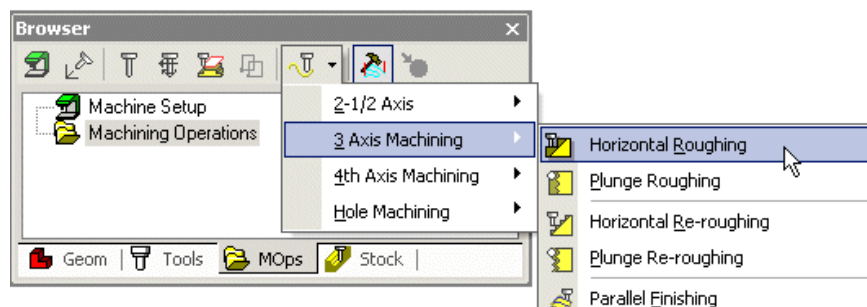 Browser
Machine Setup
Machining Operations
2-1/2 Axis
3 Axis Machining
4th Axis Machining
Hole Machining
Horizontal Roughing
Plunge Roughing
Horizontal Re-roughing
Plunge Re-roughing
Parallel Finishing
Geom | Tools MOps Stock |